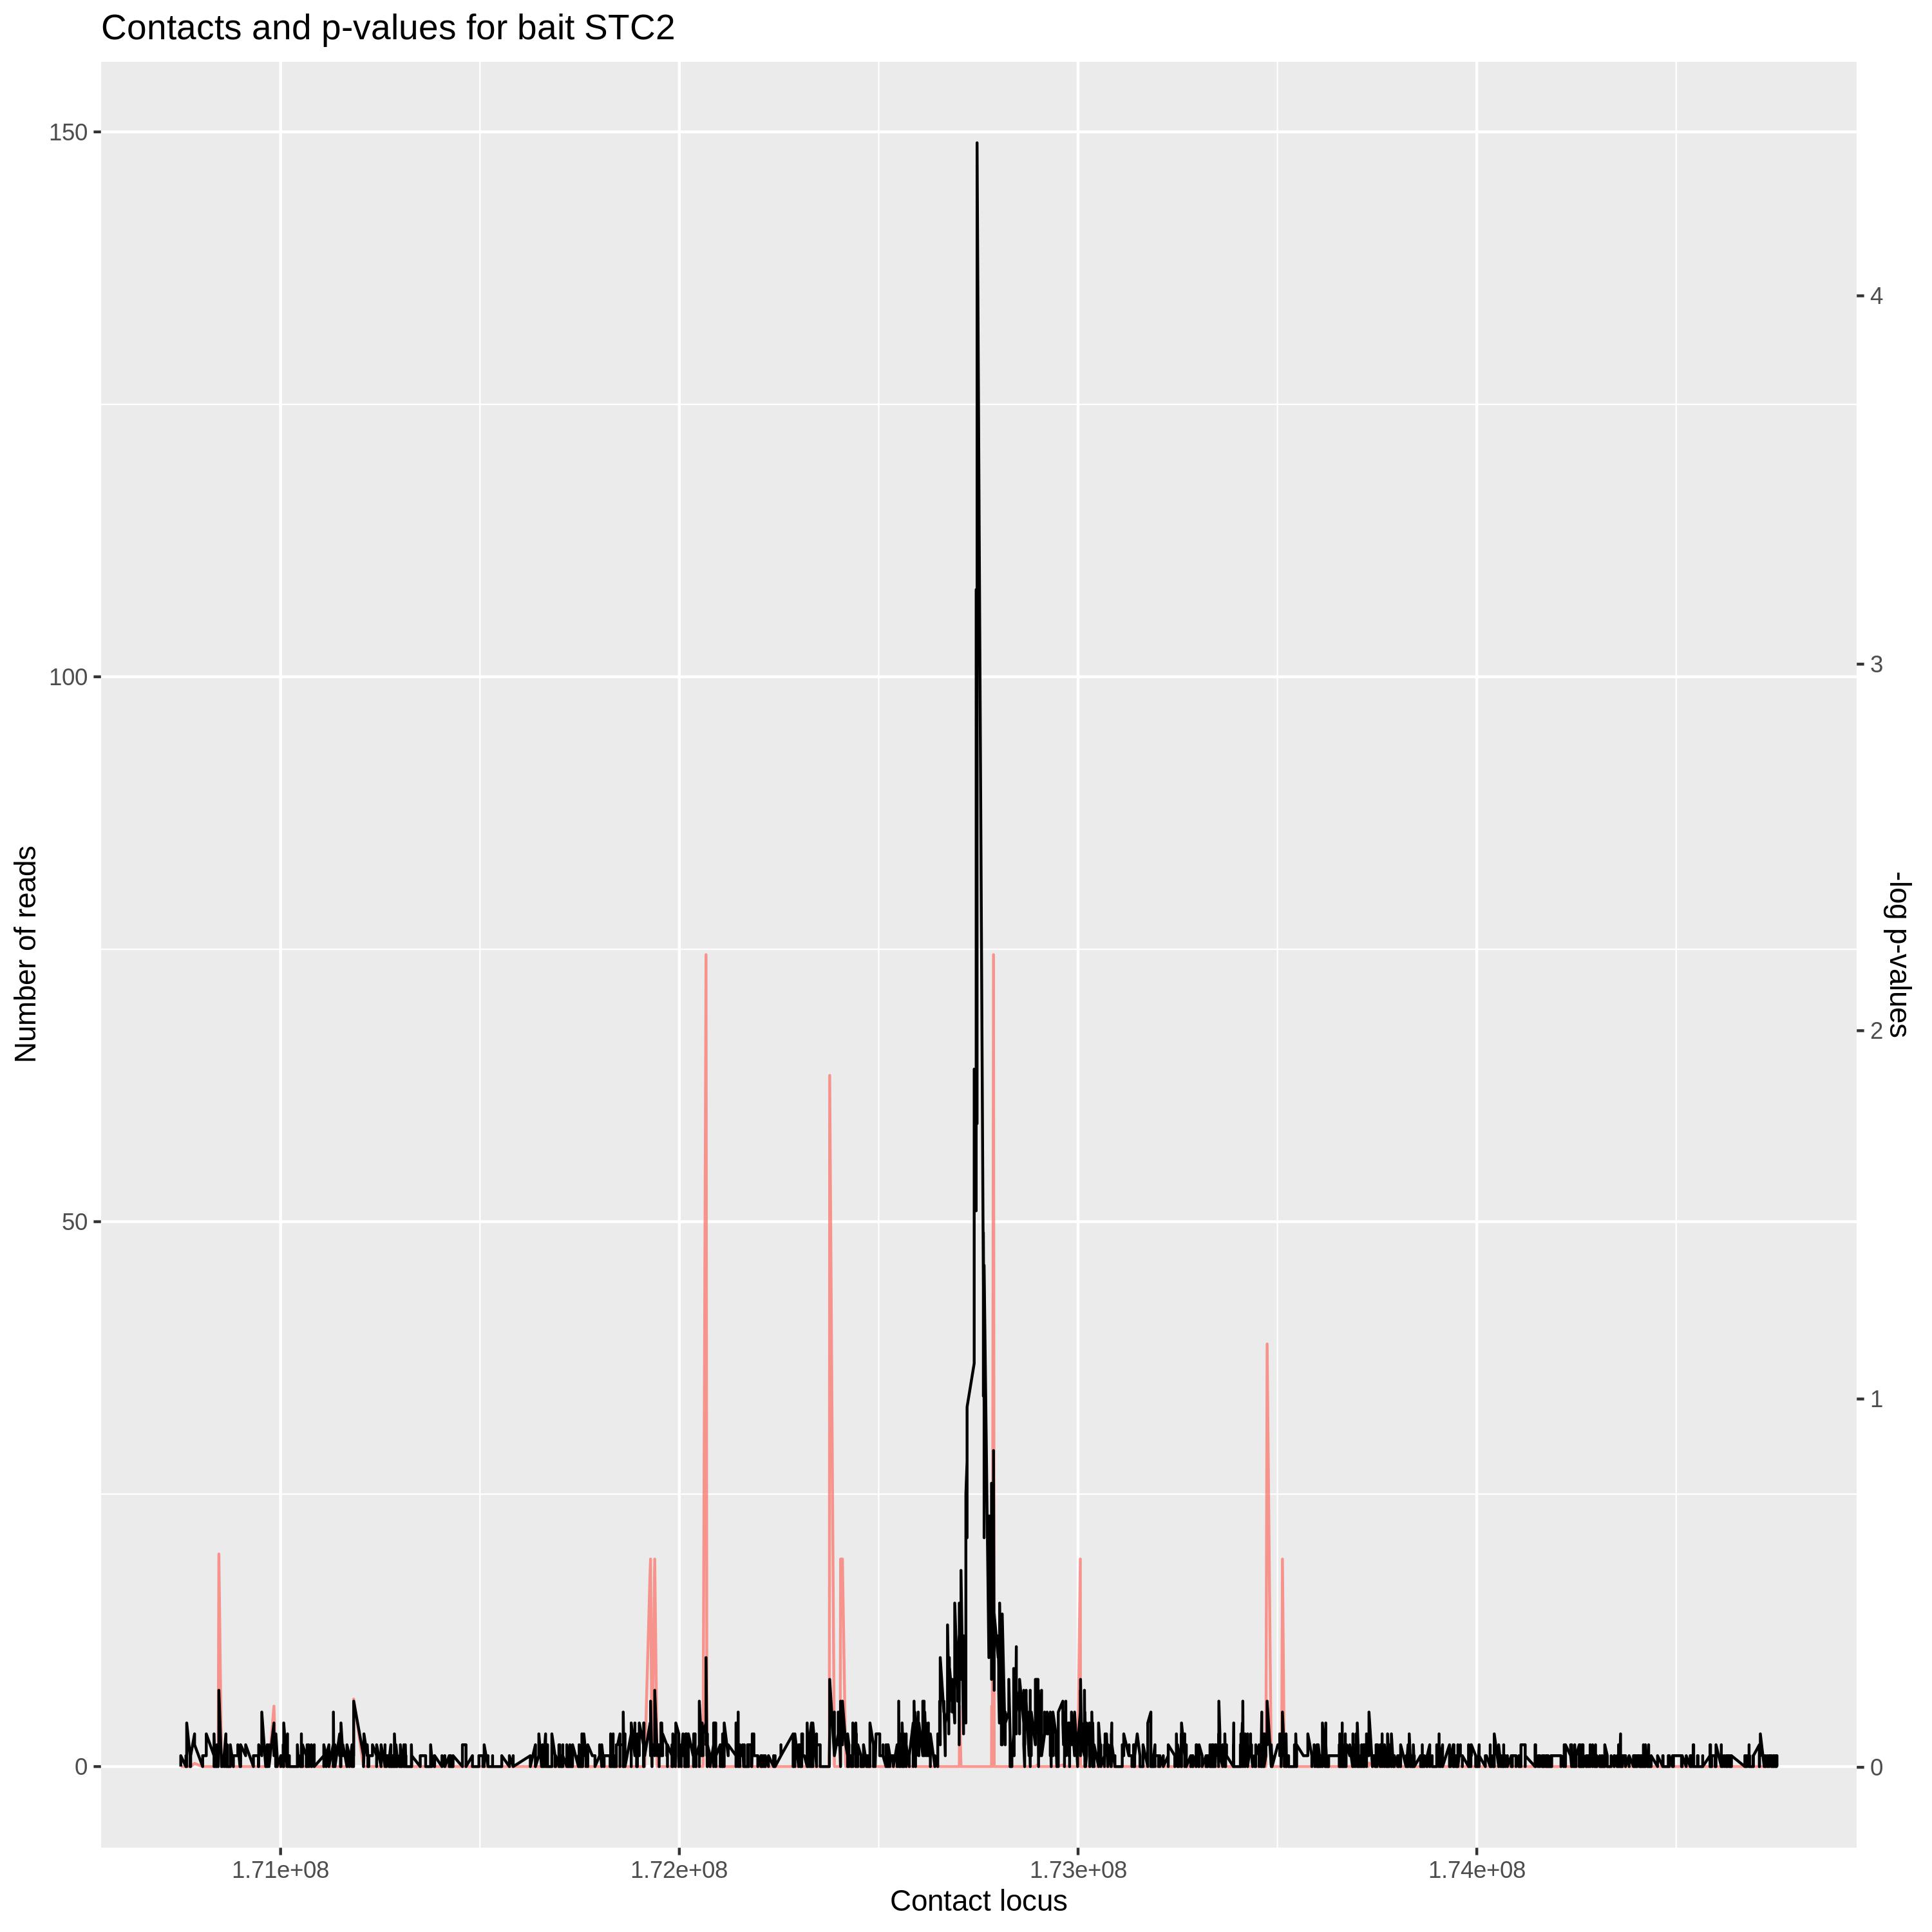 Contacts and p-values for bait STC2
150
100
50
0
Number of reads
4
3
2
1
0
-log p-values
1.71e+08
1.72e+08
1.73e+08
1.74e+08
Contact locus